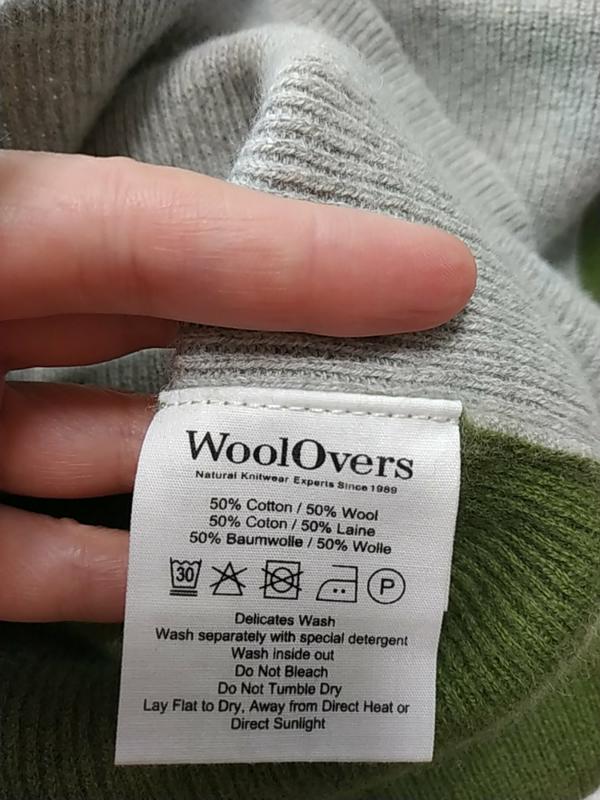 WoolOvers
Natural Knitwear Experts Since 1989
50% Cotton / 50% Wool
50% Coton / 50% Laine
50% Baumwolle / 50% Wolle
30 P
Delicates Wash
Wash separately with special detergent
Wash inside out
Do Not Bleach
Do Not Tumble Dry
Lay Flat to Dry, Away from Direct Heat or
Direct Sunlight